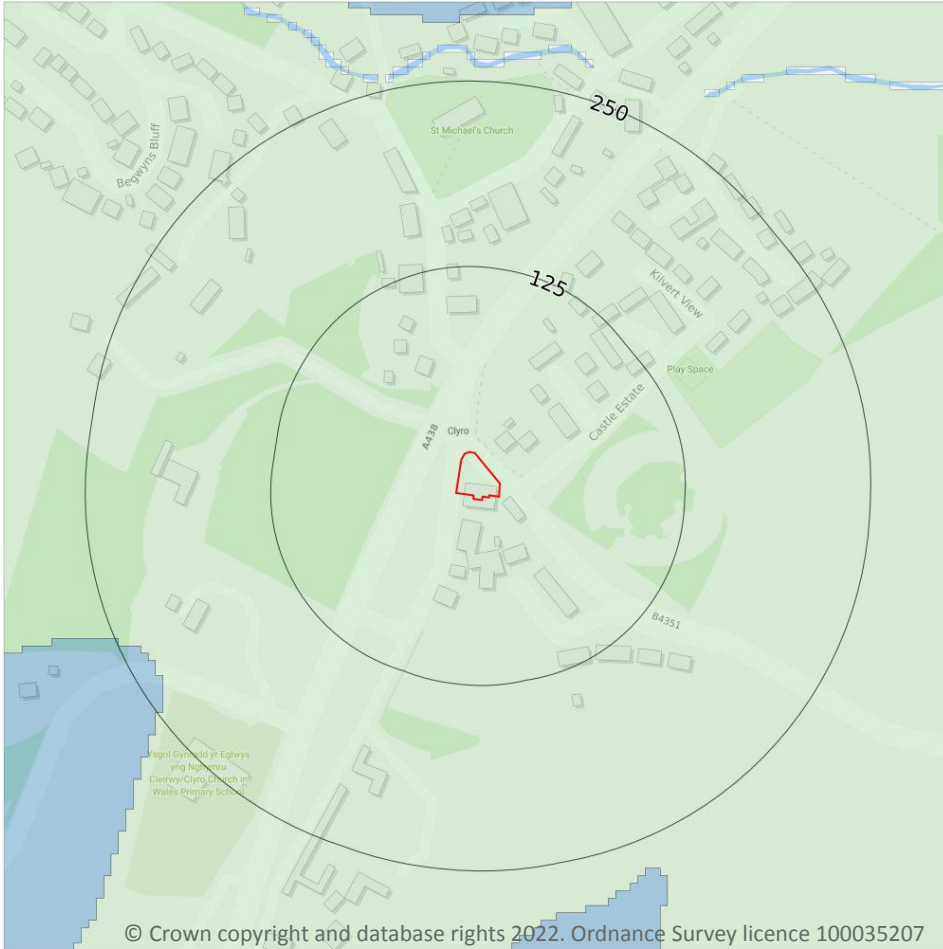 250
St Michael's Church
Begwyns Bluff
125
Kilvert View
Play Space
Castle Estate
A438
Clyro
B4351
Ysgol Gynradd yr Eglwys
yng Nghymru
Cleirwy/Clyro Church in
Wales Primary School
© Crown copyright and database rights 2022. Ordnance Survey licence 100035207